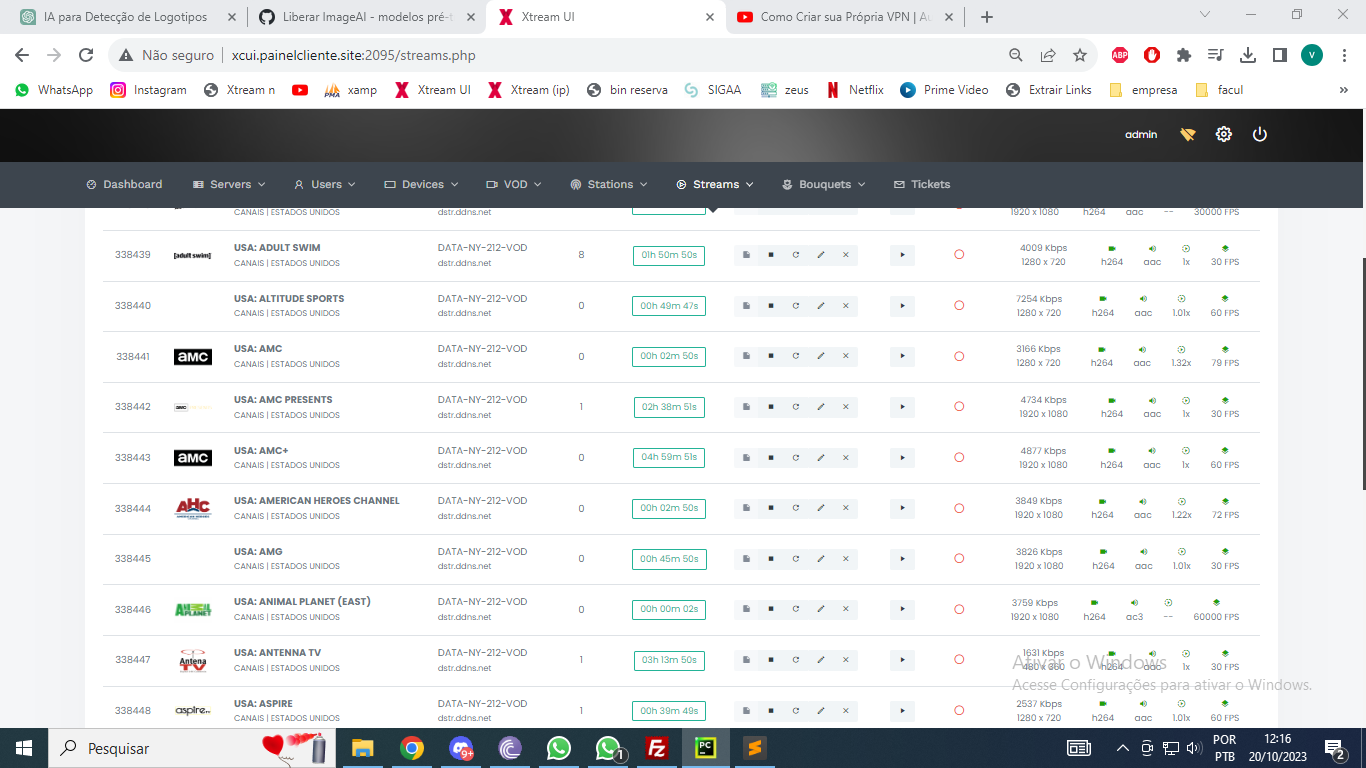 IA para Detecção de Logotipos
Liberar ImageAI - modelos pré-t
Xtream UI
Como Criar sua Própria VPN | Au
Não seguro
xcui.painelcliente.site:2095/streams.php
ABP
V
WhatsApp
Instagram
Xtream n
xamp
Xtream UI
Xtream (ip)
bin reserva
SIGAA
zeus
Netflix
Prime Video
Extrair Links
empresa
facul
admin
Dashboard
Servers
Users
Devices
VOD
Stations
Streams
Bouquets
Tickets
CANAIS | ESTADOS UNIDOS dstr.ddns.net 1920 x 1080 h264 aac -- 30000 FPS
USA: ADULT SWIM DATA-NY-212-VOD 4009 Kbps
338439 [adult swim] 8 01h 50m 50s
CANAIS | ESTADOS UNIDOS dstr.ddns.net 1280 x 720 h264 aac 1x 30 FPS
USA: ALTITUDE SPORTS DATA-NY-212-VOD 7254 Kbps
338440 0 00h 49m 47s
CANAIS | ESTADOS UNIDOS dstr.ddns.net 1280 x 720 h264 aac 1.01x 60 FPS
USA: AMC DATA-NY-212-VOD 3166 Kbps
338441 aMC 0 00h 02m 50s
CANAIS | ESTADOS UNIDOS dstr.ddns.net 1280 x 720 h264 aac 1.32x 79 FPS
USA: AMC PRESENTS DATA-NY-212-VOD 4734 Kbps
338442 aMC 1 02h 38m 51s
CANAIS | ESTADOS UNIDOS dstr.ddns.net 1920 x 1080 h264 aac 1x 30 FPS
USA: AMC+ DATA-NY-212-VOD 4877 Kbps
338443 aMC 0 04h 59m 51s
CANAIS | ESTADOS UNIDOS dstr.ddns.net 1920 x 1080 h264 aac 1x 60 FPS
USA: AMERICAN HEROES CHANNEL DATA-NY-212-VOD 3849 Kbps
338444 AHC 0 00h 02m 50s
CANAIS | ESTADOS UNIDOS dstr.ddns.net 1920 x 1080 h264 aac 1.22x 72 FPS
USA: AMG DATA-NY-212-VOD 3826 Kbps
338445 0 00h 45m 50s
CANAIS | ESTADOS UNIDOS dstr.ddns.net 1920 x 1080 h264 aac 1.01x 30 FPS
USA: ANIMAL PLANET (EAST) DATA-NY-212-VOD 3759 Kbps
338446 ANIMAL PLANET 0 00h 00m 02s
CANAIS | ESTADOS UNIDOS dstr.ddns.net 1920 x 1080 h264 ac3 -- 60000 FPS
USA: ANTENNA TV DATA-NY-212-VOD 1631 Kbps
338447 Antena TV 1 03h 13m 50s
CANAIS | ESTADOS UNIDOS dstr.ddns.net 480 x 360 h264 aac 1x 30 FPS
USA: ASPIRE DATA-NY-212-VOD 2537 Kbps
338448 aspire 1 00h 39m 49s
CANAIS | ESTADOS UNIDOS dstr.ddns.net 1280 x 720 h264 aac 1.01x 60 FPS
Ativar o Windows
Acesse Configurações para ativar o Windows.
Pesquisar
9+
1
FZ
PC
POR
PTB
12:16
20/10/2023
2